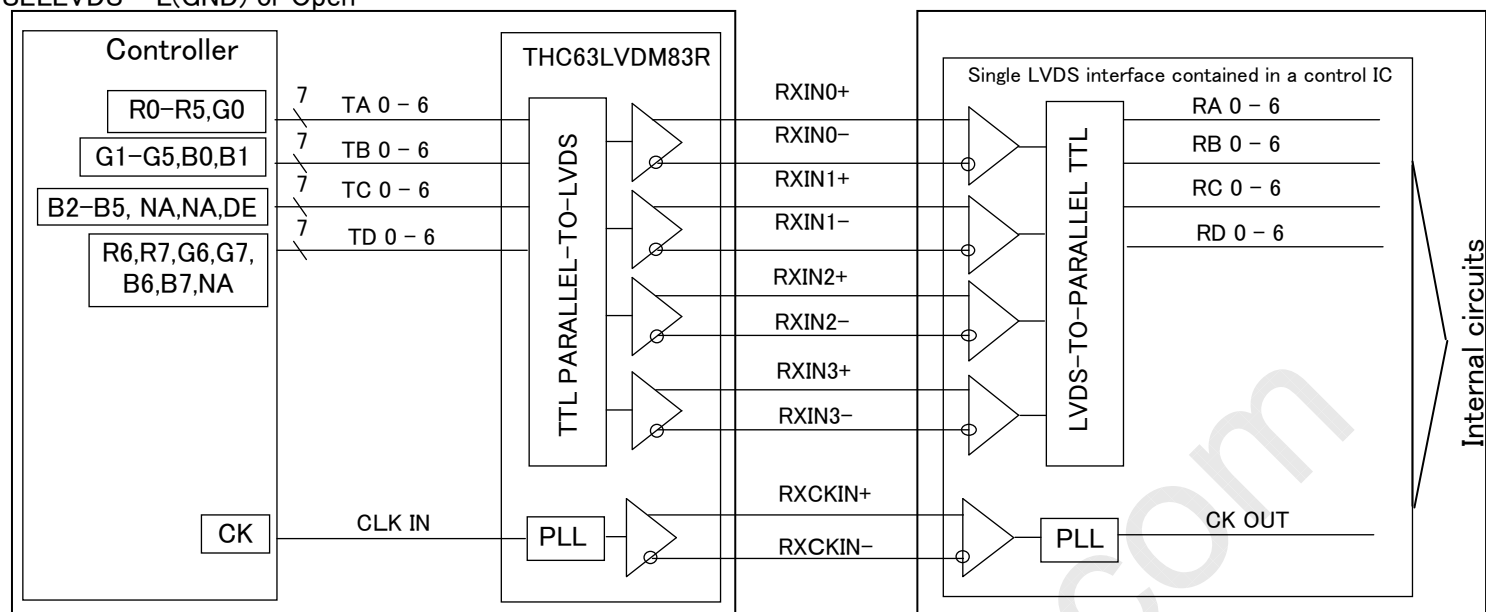 Controller
R0-R5,G0
G1-G5,B0,B1
B2-B5, NA,NA,DE
R6,R7,G6,G7,
B6,B7,NA
CK
7
TA 0 - 6
7
TB 0 - 6
7
TC 0 - 6
7
TD 0 - 6
CLK IN
THC63LVDM83R
TTL PARALLEL-TO-LVDS
PLL
RXIN0+
RXIN0-
RXIN1+
RXIN1-
RXIN2+
RXIN2-
RXIN3+
RXIN3-
RXCKIN+
RXCKIN-
Single LVDS interface contained in a control IC
LVDS-TO-PARALLEL TTL
PLL
RA 0 - 6
RB 0 - 6
RC 0 - 6
RD 0 - 6
CK OUT
Internal circuits
com